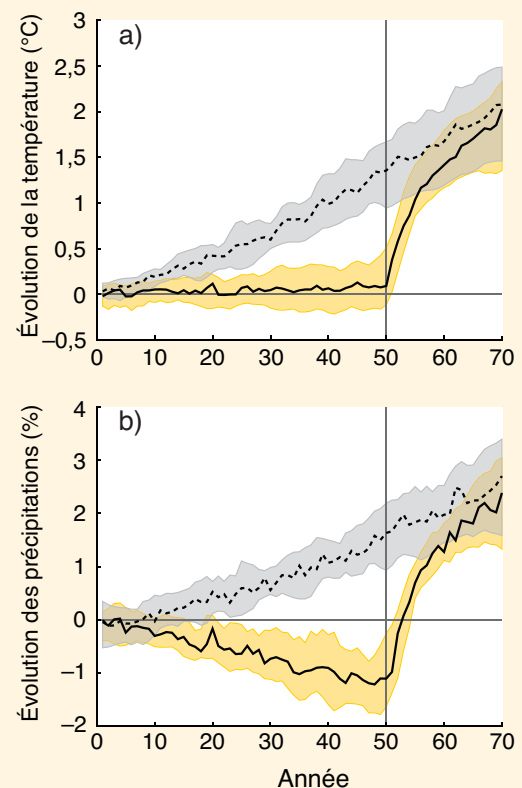 a)
Évolution de la température (°C)
3
2,5
2
1,5
1
0,5
0
–0,5
0 10 20 30 40 50 60 70
b)
Évolution des précipitations (%)
4
3
2
1
0
–1
–2
0 10 20 30 40 50 60 70
Année